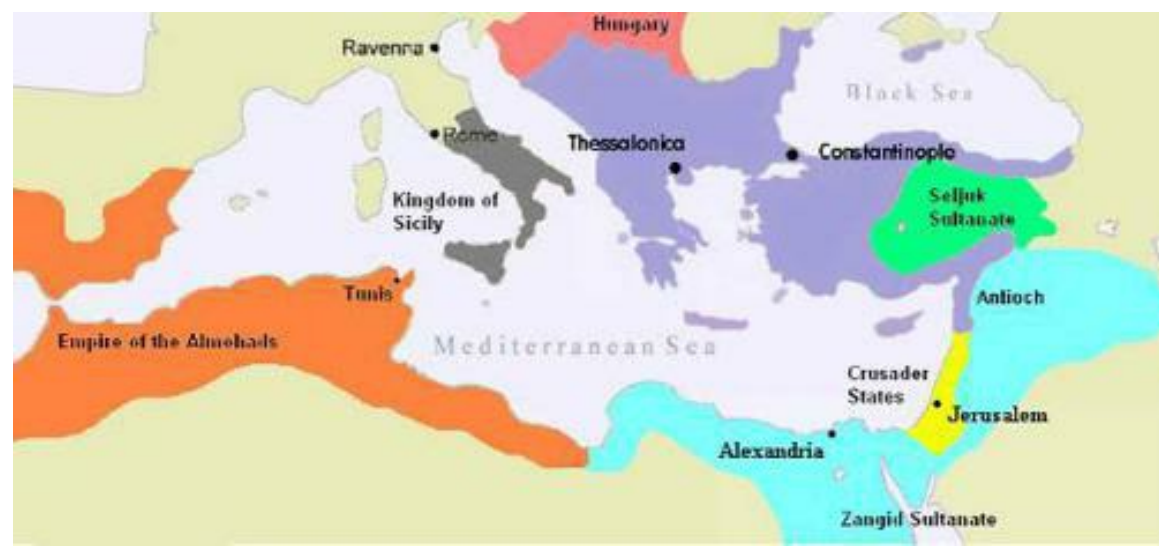 Hungary
Ravenna
Black Sea
Rome
Thessalonica
Constantinople
Kingdom of
Sicily
Seljuk
Sultanate
Tunis
Antioch
Empire of the Almohads
Mediterranean Sea
Crusader
States
Jerusalem
Alexandria
Zangid Sultanate